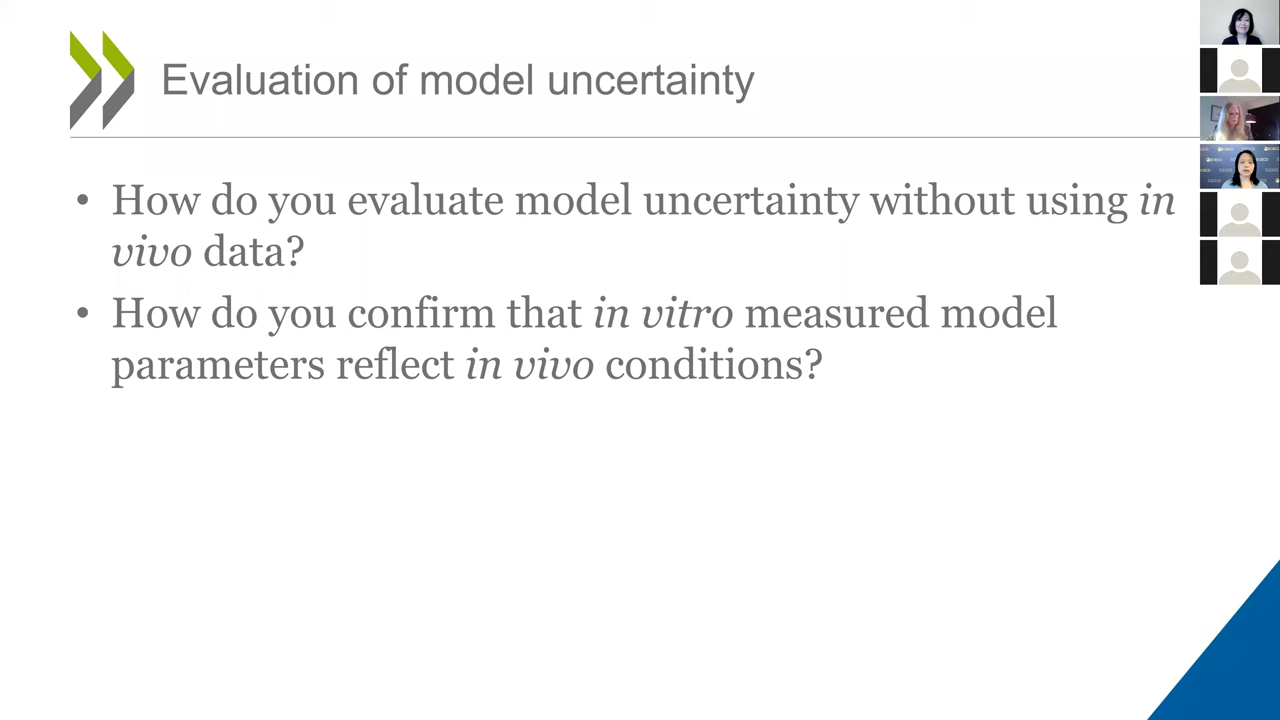 Evaluation of model uncertainty
• How do you evaluate model uncertainty without using in
vivo data?
• How do you confirm that in vitro measured model
parameters reflect in vivo conditions?